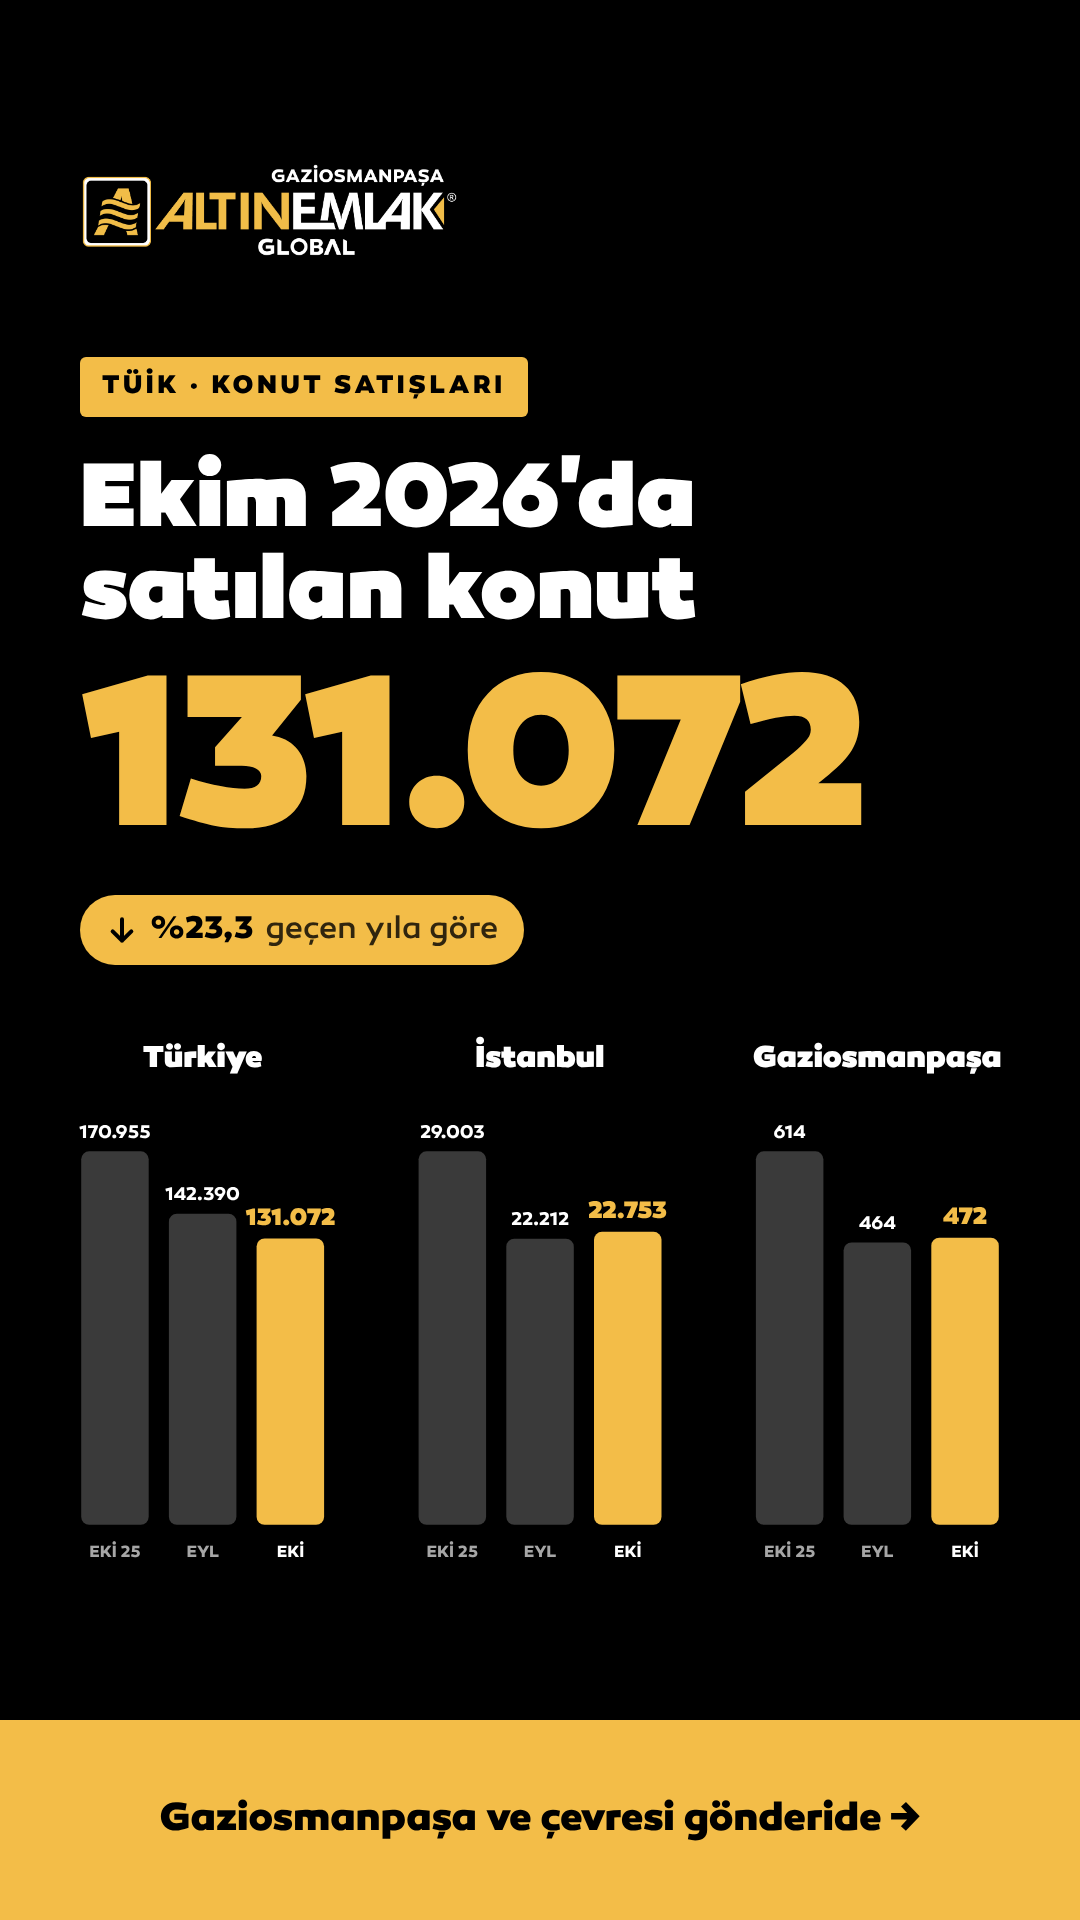 GAZİOSMANPAŞA
ALTINEMLAK®
GLOBAL
TÜİK · KONUT SATIŞLARI
Ekim 2026'da
satılan konut
131.072
↓ %23,3 geçen yıla göre
Türkiye
170.955
142.390
131.072
EKİ 25
EYL
EKİ
İstanbul
29.003
22.212
22.753
EKİ 25
EYL
EKİ
Gaziosmanpaşa
614
464
472
EKİ 25
EYL
EKİ
Gaziosmanpaşa ve çevresi gönderide →